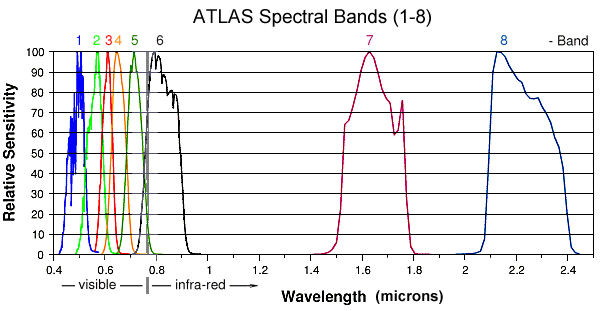 ATLAS Spectral Bands (1-8)
1 2 3 4 5 6 7 8 - Band
100
90
80
70
60
50
40
30
20
10
0
Relative Sensitivity
0.4 0.6 0.8 1 1.2 1.4 1.6 1.8 2.0 2.2 2.4
visible infra-red
Wavelength (microns)